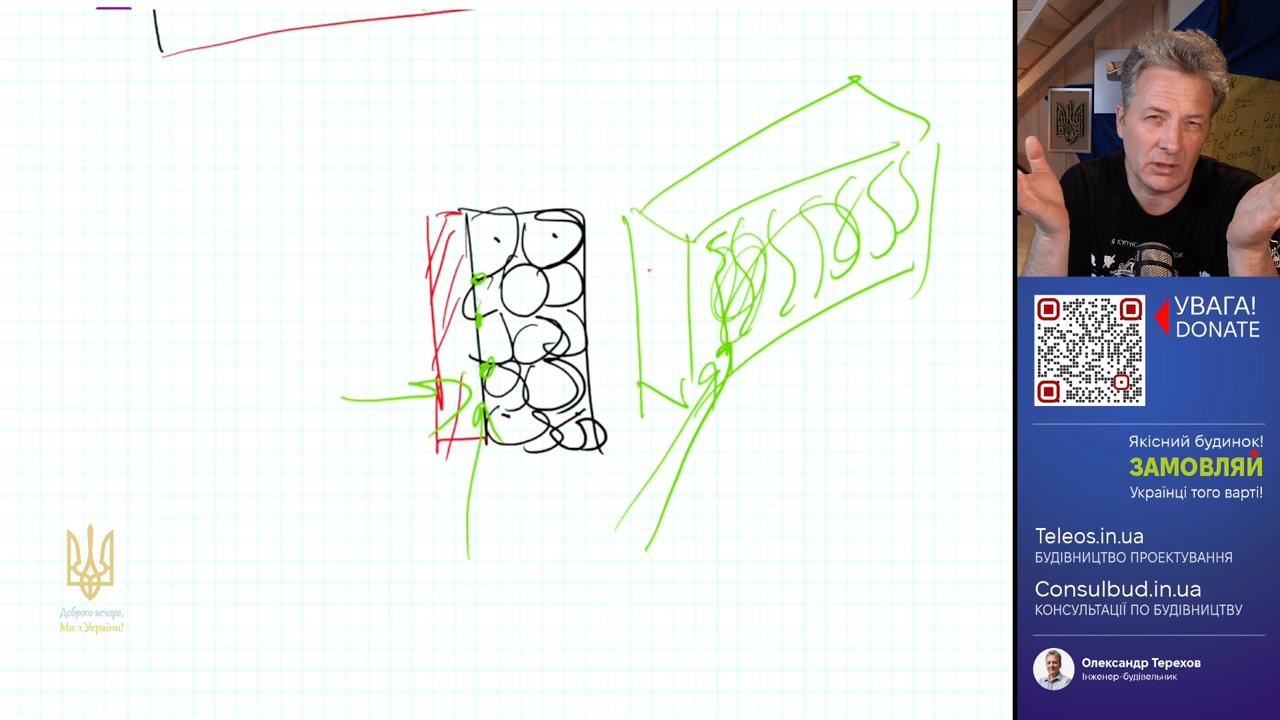 УВАГА!
DONATE
Якісний будинок!
ЗАМОВЛЯЙ
Українці того варті!
Teleos.in.ua
БУДІВНИЦТВО ПРОЕКТУВАННЯ
Consulbud.in.ua
КОНСУЛЬТАЦІЇ ПО БУДІВНИЦТВУ
Олександр Терехов
Інженер-будівельник
Доброго вечора,
Ми з України!